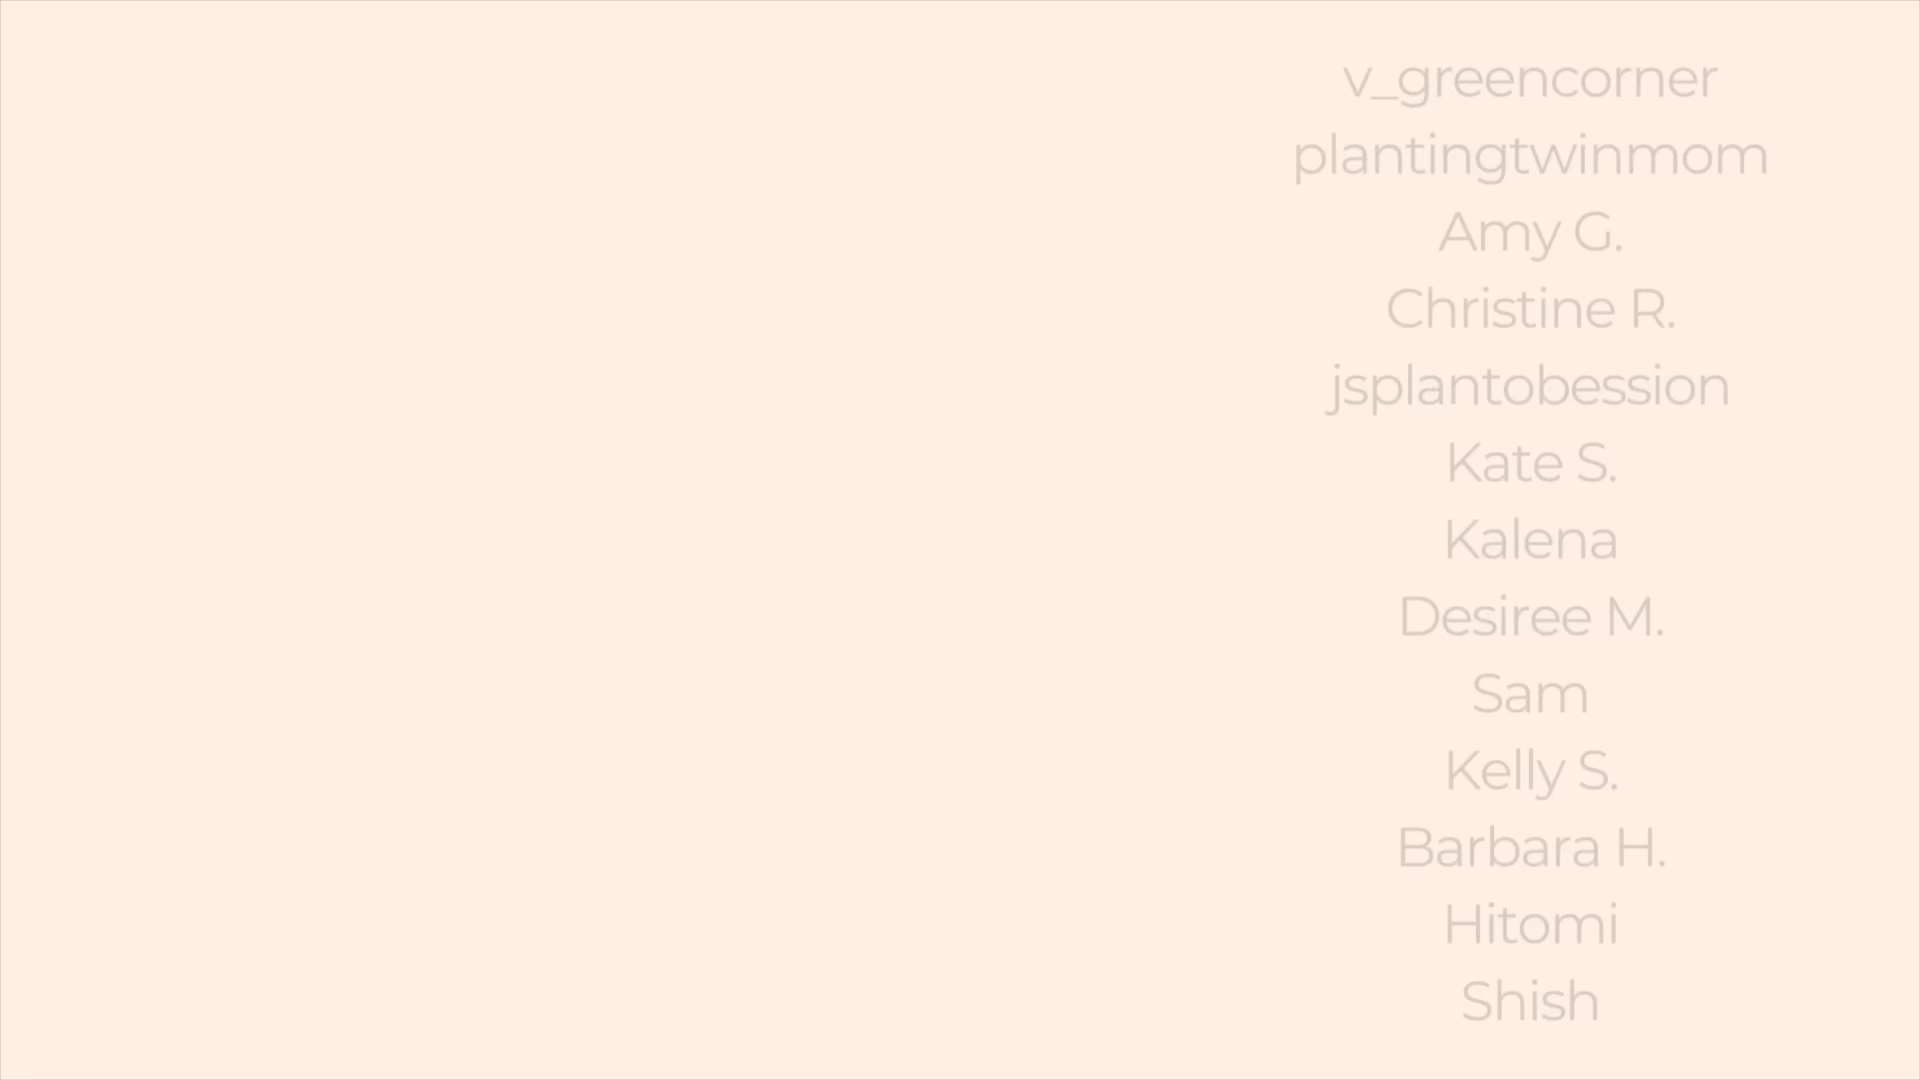 v_greencorner
plantingtwinmom
Amy G.
Christine R.
jsplantobession
Kate S.
Kalena
Desiree M.
Sam
Kelly S.
Barbara H.
Hitomi
Shish